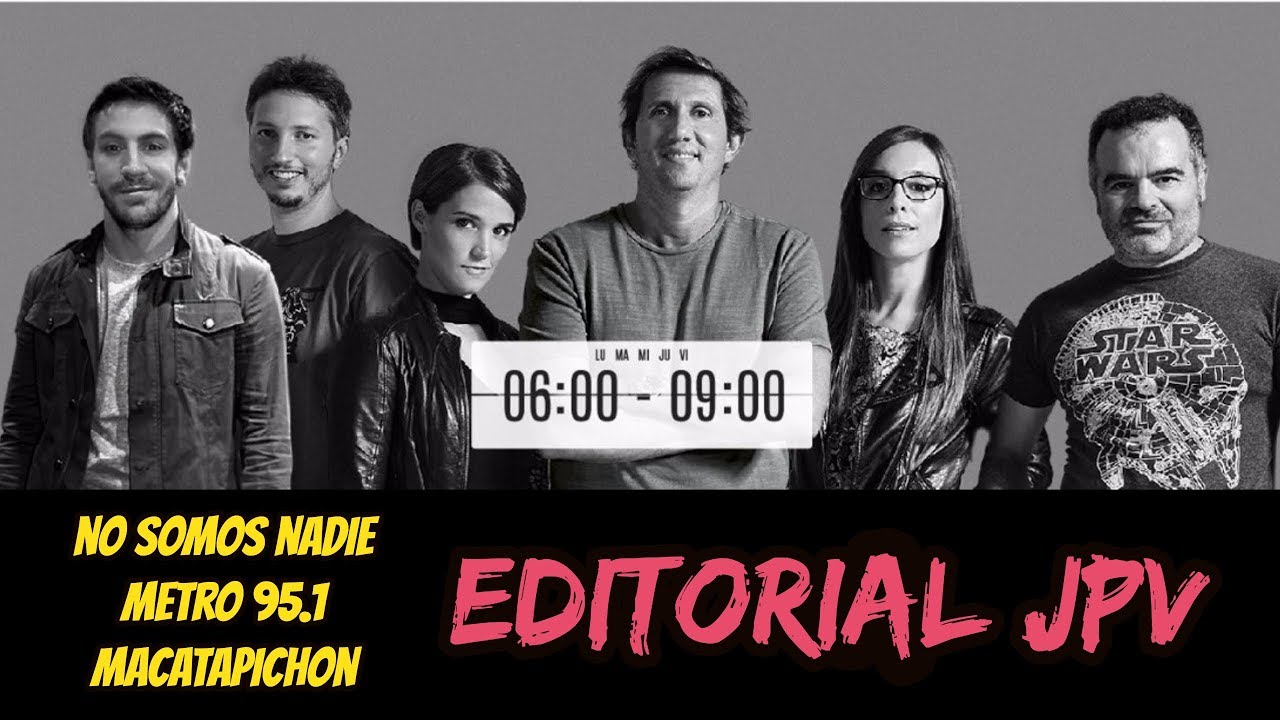 LU MA MI JU VI
06:00 - 09:00
STAR
WARS
NO SOMOS NADIE
METRO 95.1
MACATAPICHON
EDITORIAL JPV